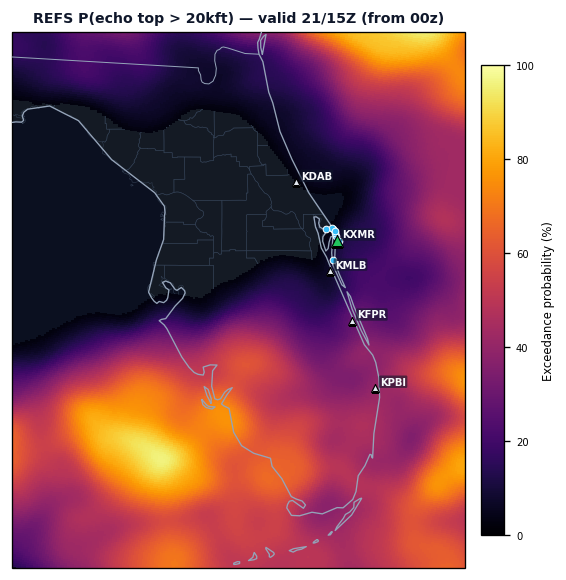 REFS P(echo top > 20kft) — valid 21/15Z (from 00z)
KDAB
KXMR
KMLB
KFPR
KPBI
100
80
60
40
20
0
Exceedance probability (%)